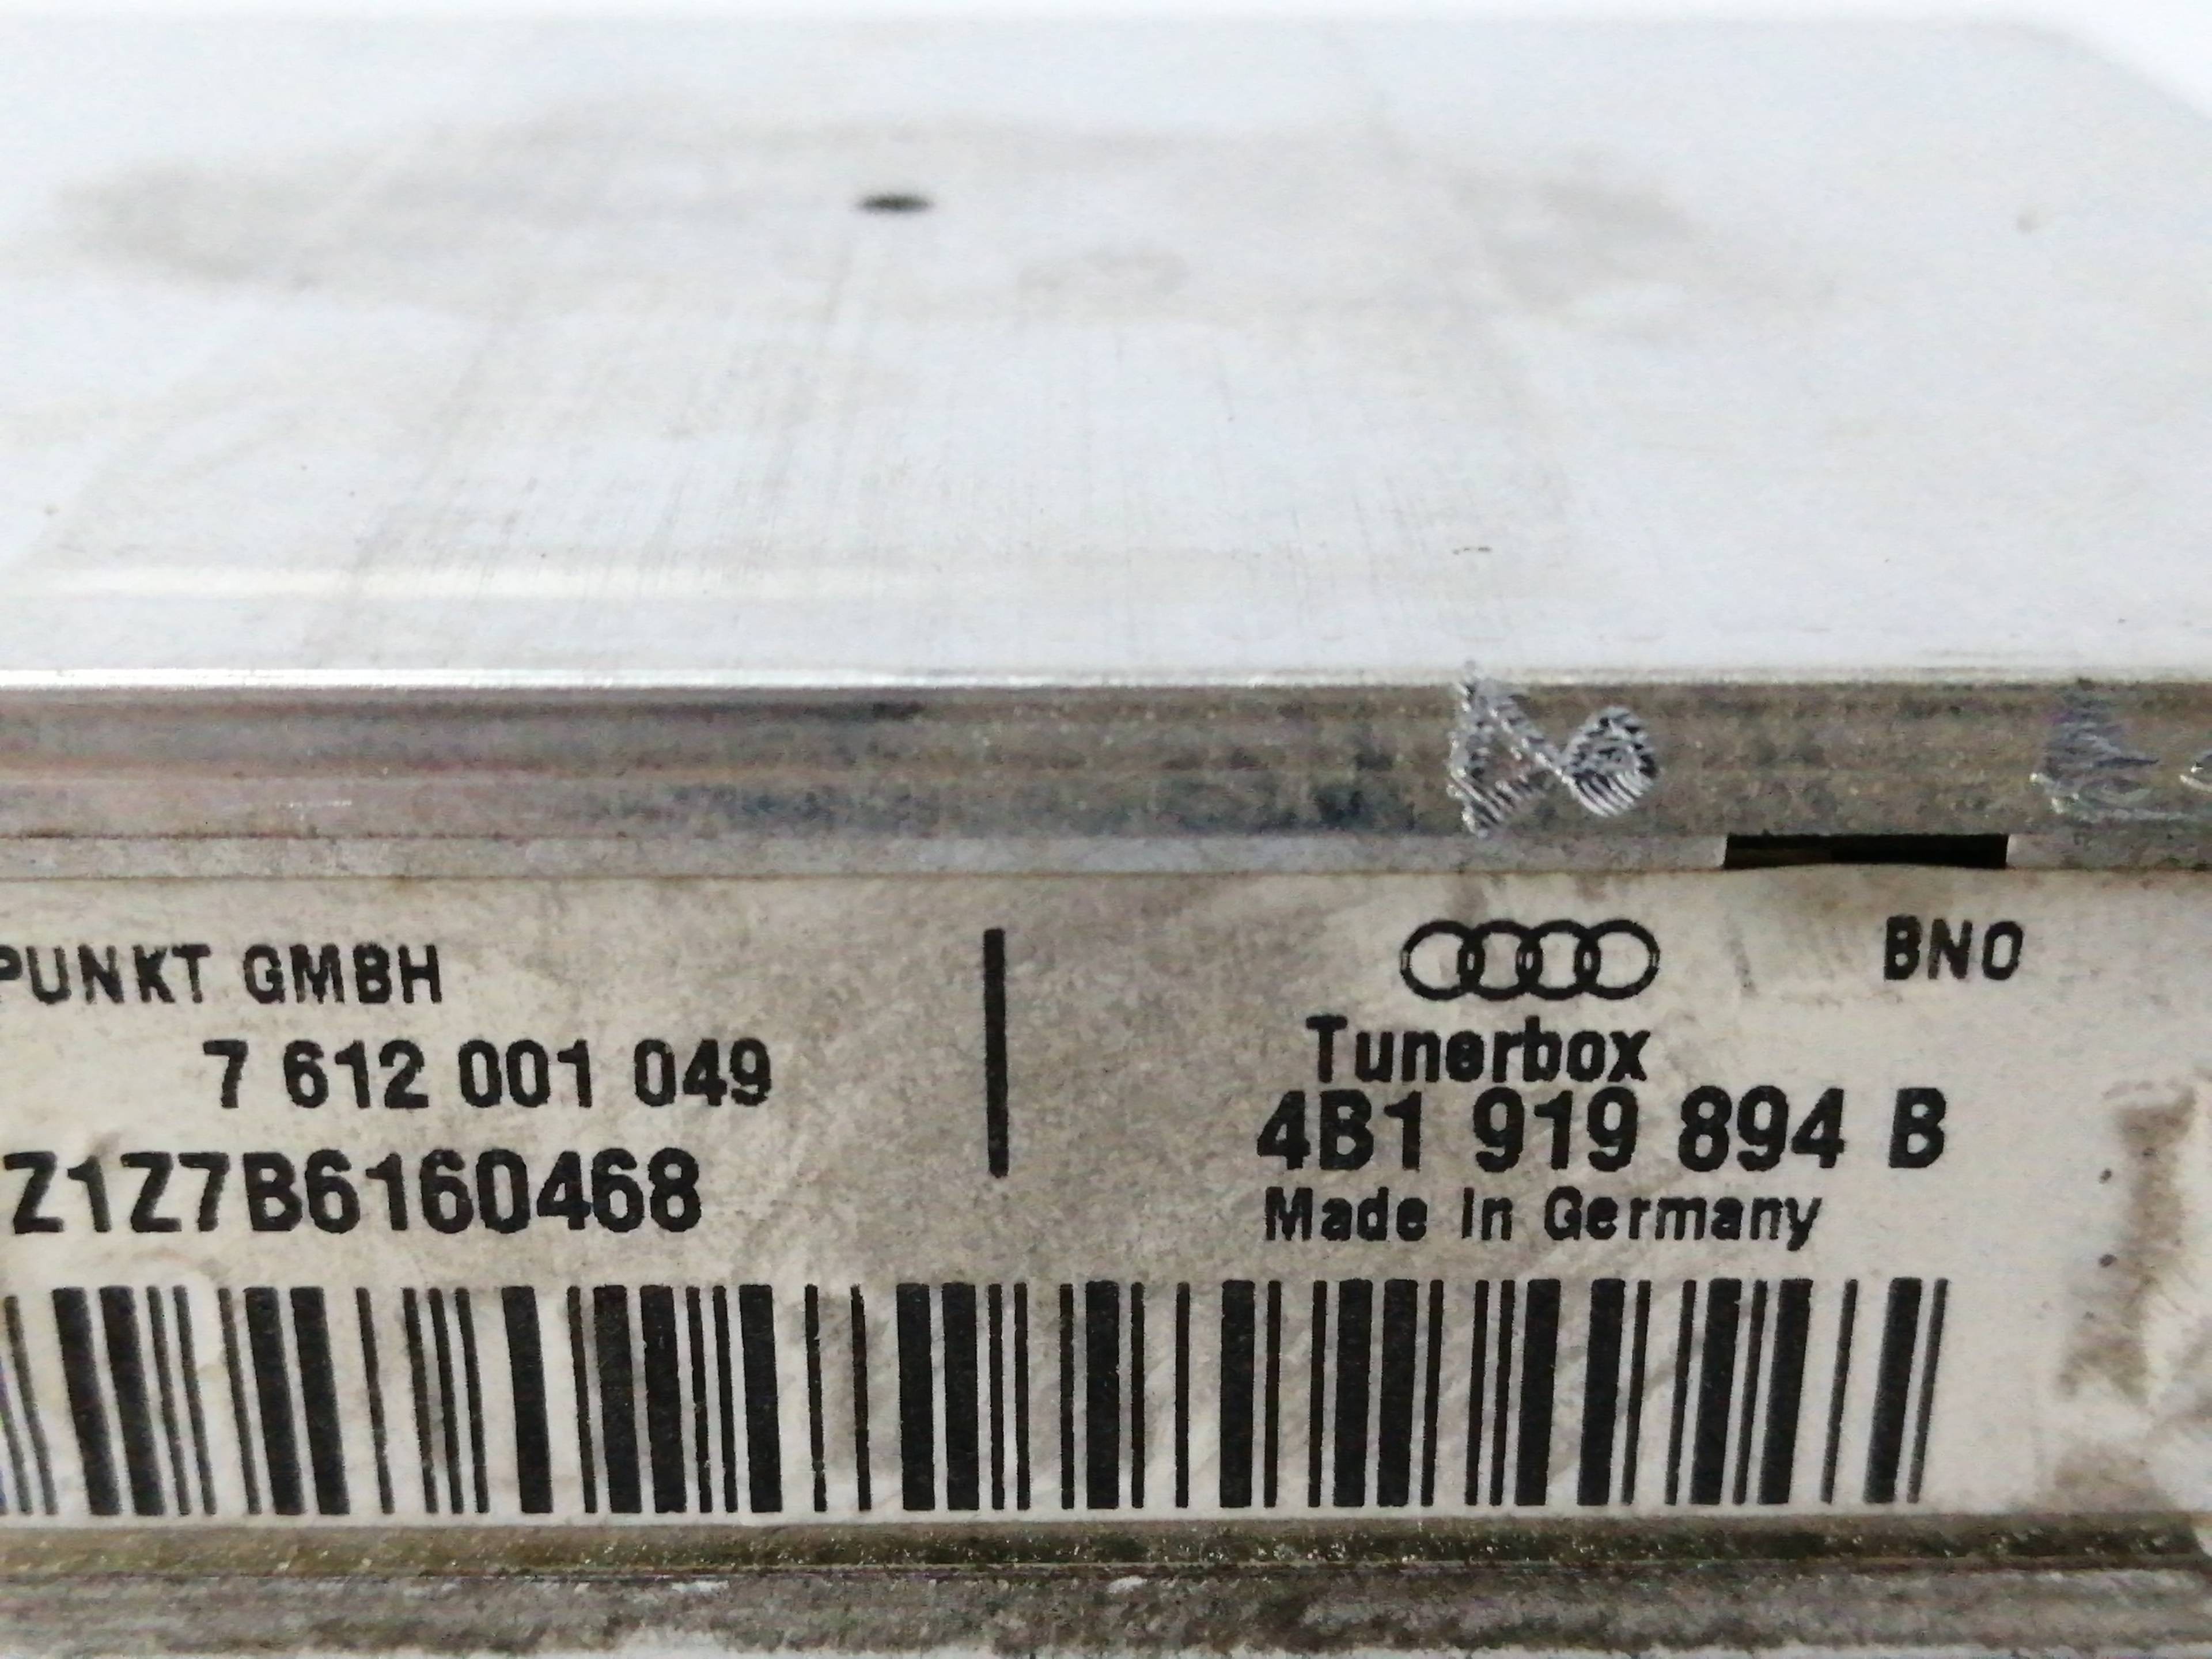 PUNKT GMBH
7 612 001 049
Z1Z7B6160468
BNO
Tunerbox
4B1 919 894 B
Made in Germany